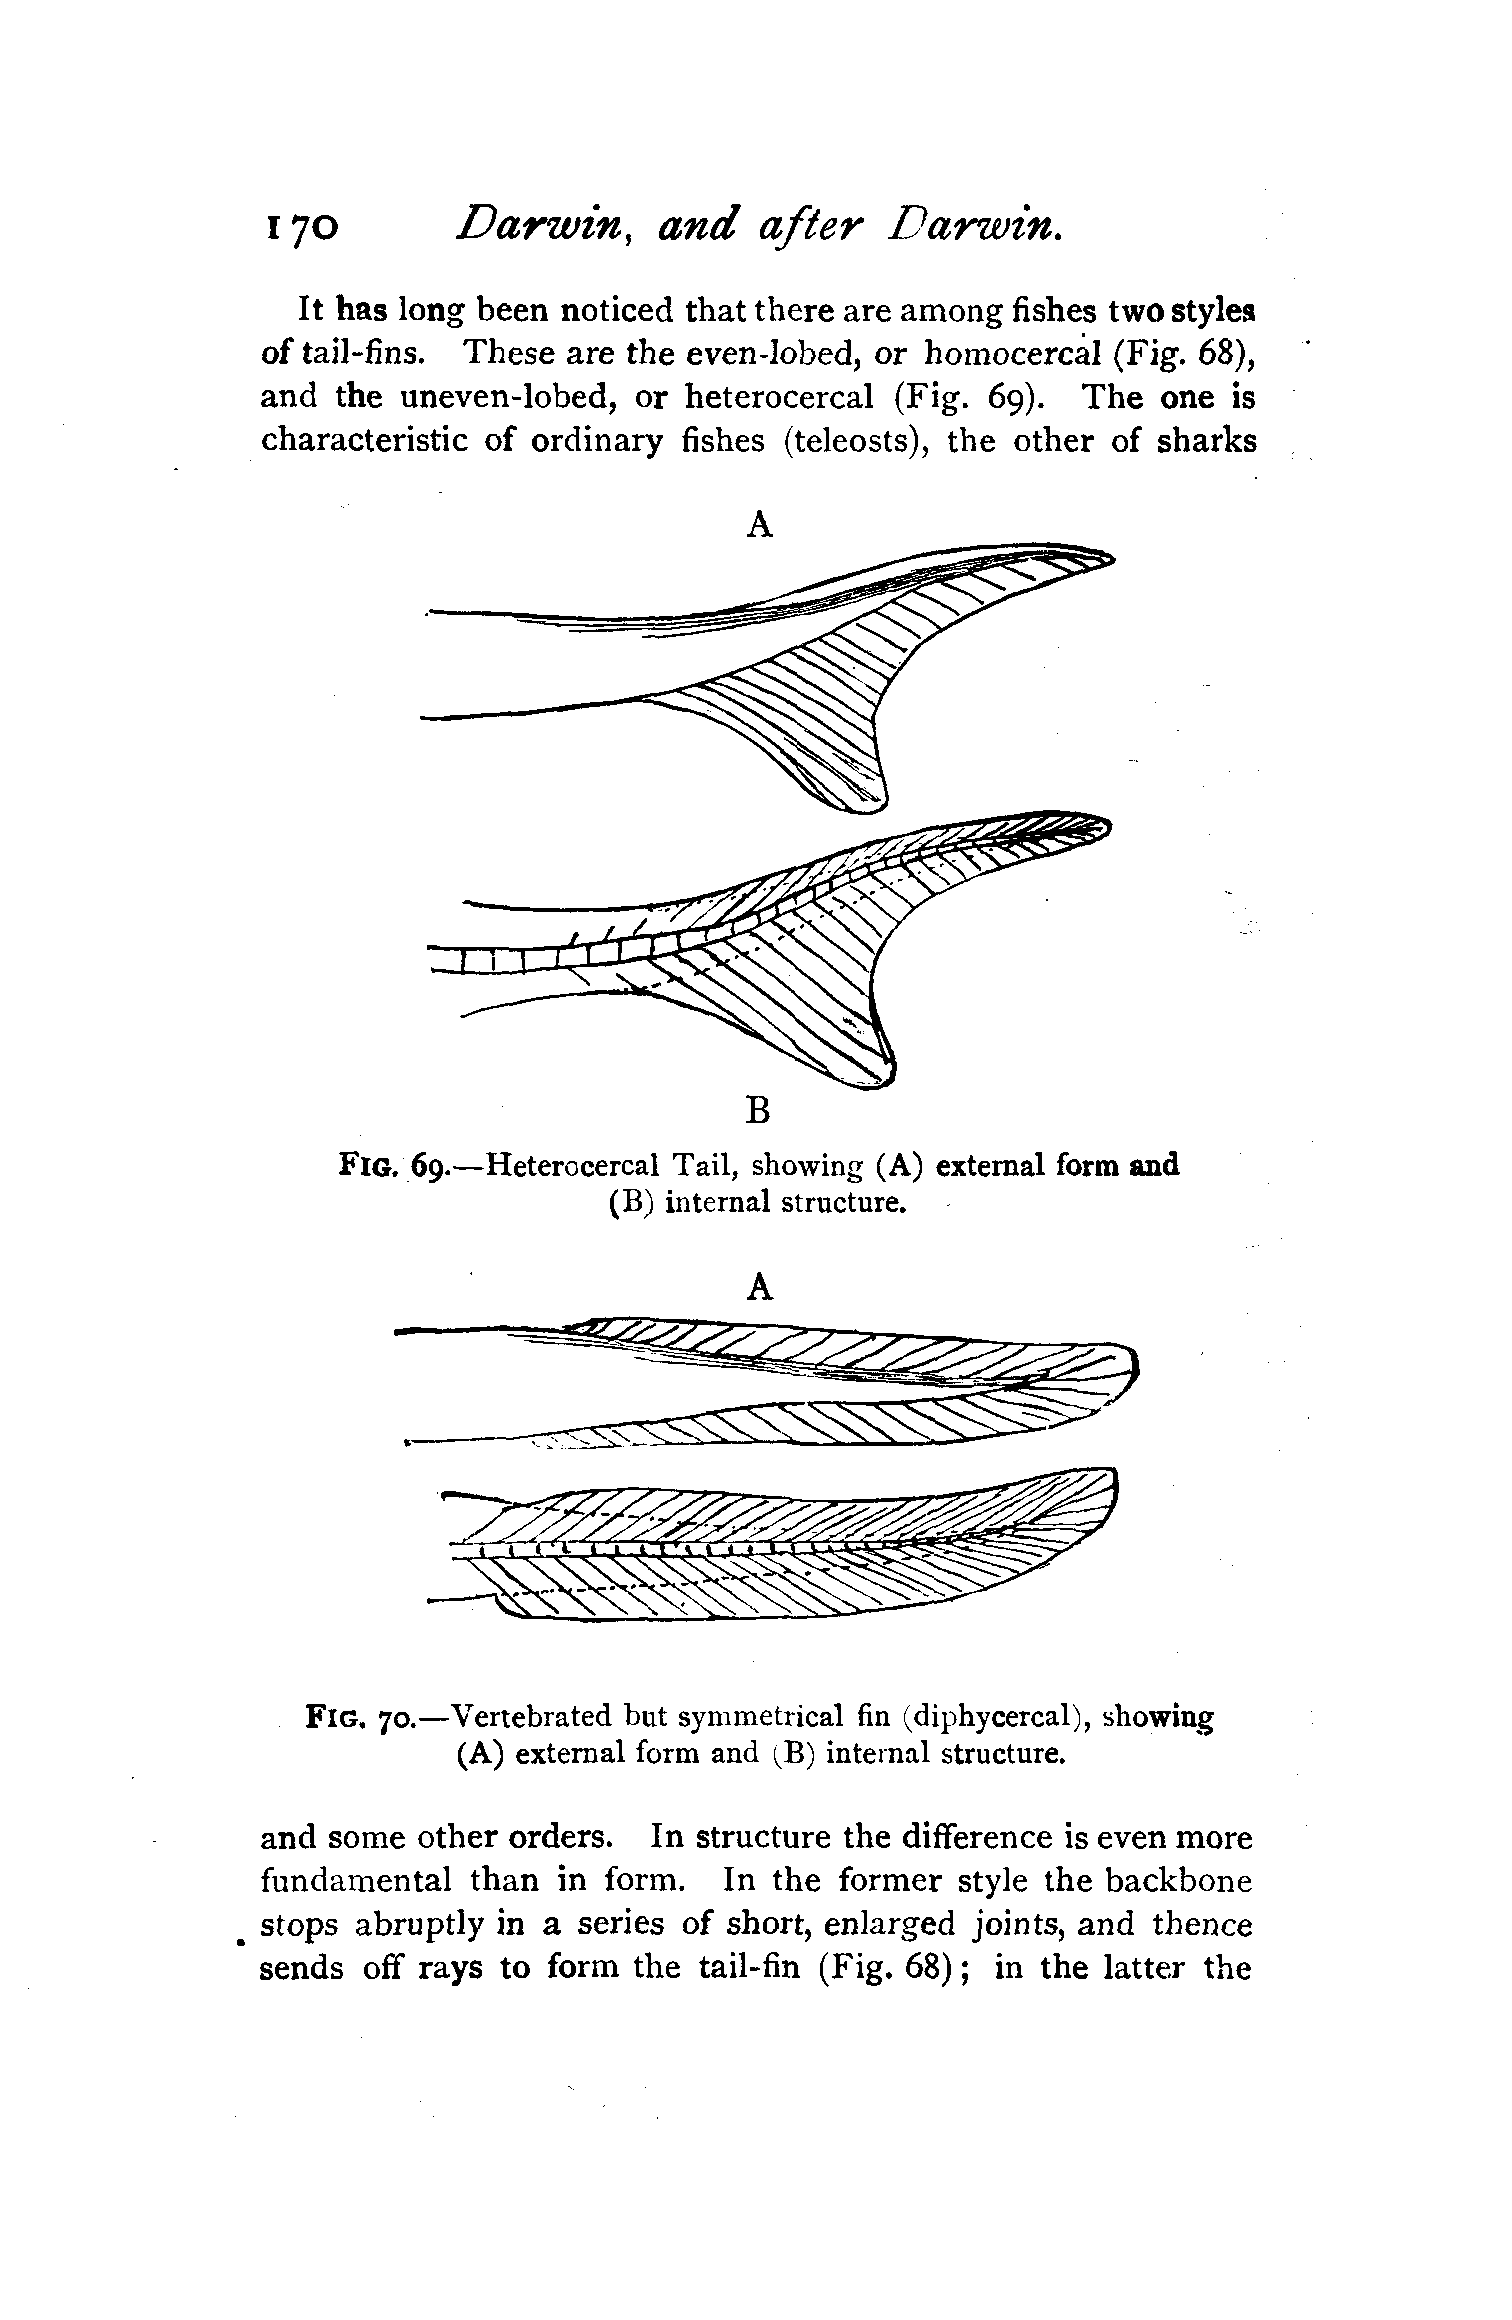 170 Darwin, and after Darwin.
It has long been noticed that there are among fishes two styles
of tail-fins. These are the even-lobed, or homocercal (Fig. 68),
and the uneven-lobed, or heterocercal (Fig. 69). The one is
characteristic of ordinary fishes (teleosts), the other of sharks
A
B
FIG. 69.—Heterocercal Tail, showing (A) external form and
(B) internal structure.
A
FIG. 70.—Vertebrated but symmetrical fin (diphycercal), showing
(A) external form and (B) internal structure.
and some other orders. In structure the difference is even more
fundamental than in form. In the former style the backbone
stops abruptly in a series of short, enlarged joints, and thence
sends off rays to form the tail-fin (Fig. 68); in the latter the